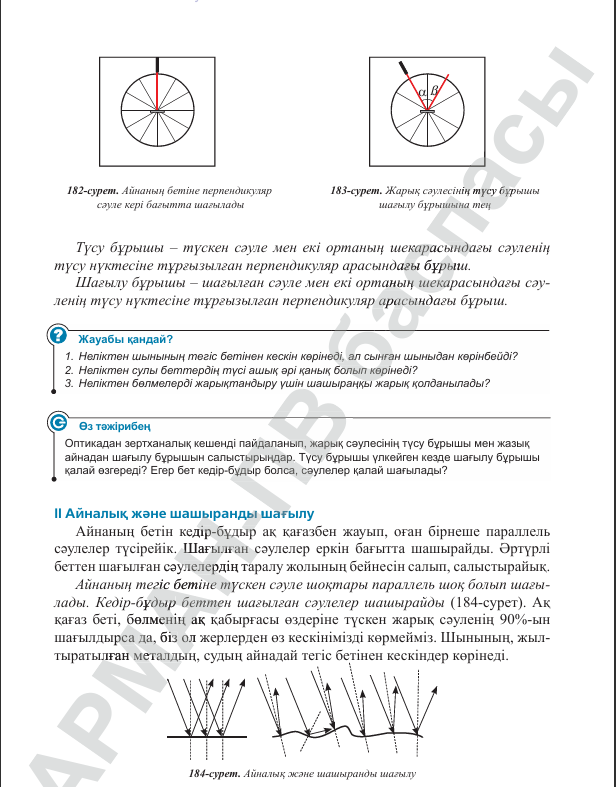 α β
182-сурет. Айнаның бетіне перпендикуляр
сәуле кері бағытта шағылады
183-сурет. Жарық сәулесінің түсу бұрышы
шағылу бұрышына тең
Түсу бұрышы – түскен сәуле мен екі ортаның шекарасындағы сәуленің
түсу нүктесіне тұрғызылған перпендикуляр арасындағы бұрыш.
Шағылу бұрышы – шағылған сәуле мен екі ортаның шекарасындағы сәу-
ленің түсу нүктесіне тұрғызылған перпендикуляр арасындағы бұрыш.
? Жауабы қандай?
1. Неліктен шынының тегіс бетінен кескін көрінеді, ал сынған шыныдан көрінбейді?
2. Неліктен сулы беттердің түсі ашық әрі қанық болып көрінеді?
3. Неліктен бөлмелерді жарықтандыру үшін шашыраңқы жарық қолданылады?
Өз тәжірибең
Оптикадан зертханалық кешенді пайдаланып, жарық сәулесінің түсу бұрышы мен жазық
айнадан шағылу бұрышын салыстырыңдар. Түсу бұрышы үлкейген кезде шағылу бұрышы
қалай өзгереді? Егер бет кедір-бұдыр болса, сәулелер қалай шағылады?
II Айналық және шашыранды шағылу
Айнаның бетін кедір-бұдыр ақ қағазбен жауып, оған бірнеше параллель
сәулелер түсірейік. Шағылған сәулелер еркін бағытта шашырайды. Әртүрлі
беттен шағылған сәулелердің таралу жолының бейнесін салып, салыстырайық.
Айнаның тегіс бетіне түскен сәуле шоқтары параллель шоқ болып шағы-
лады. Кедір-бұдыр беттен шағылған сәулелер шашырайды (184-сурет). Ақ
қағаз беті, бөлменің ақ қабырғасы өздеріне түскен жарық сәуленің 90%-ын
шағылдырса да, біз ол жерлерден өз кескінімізді көрмейміз. Шынының, жыл-
тыратылған металдың, судың айнадай тегіс бетінен кескіндер көрінеді.
184-сурет. Айналық және шашыранды шағылу
АРМАН-ПВ баспасы